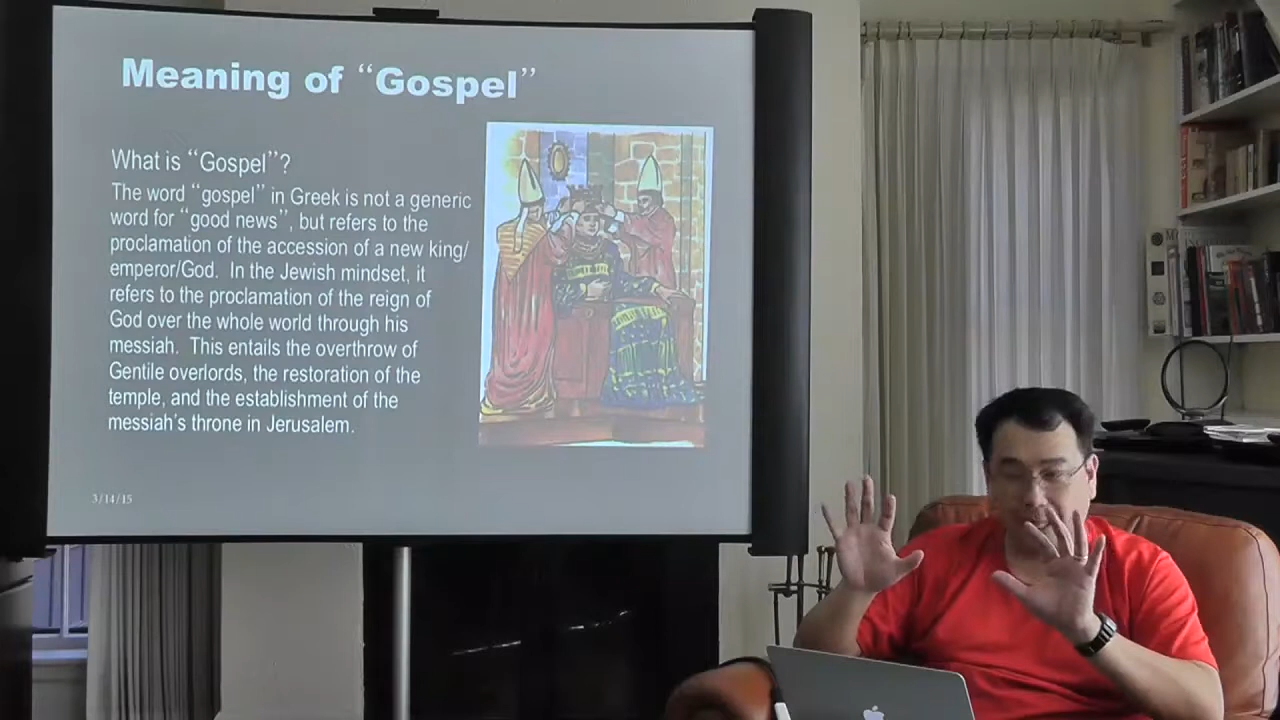 Meaning of “Gospel”
What is “Gospel”?
The word “gospel” in Greek is not a generic
word for “good news”, but refers to the
proclamation of the accession of a new king/
emperor/God.  In the Jewish mindset, it
refers to the proclamation of the reign of
God over the whole world through his
messiah.  This entails the overthrow of
Gentile overlords, the restoration of the
temple, and the establishment of the
messiah’s throne in Jerusalem.
3/14/15